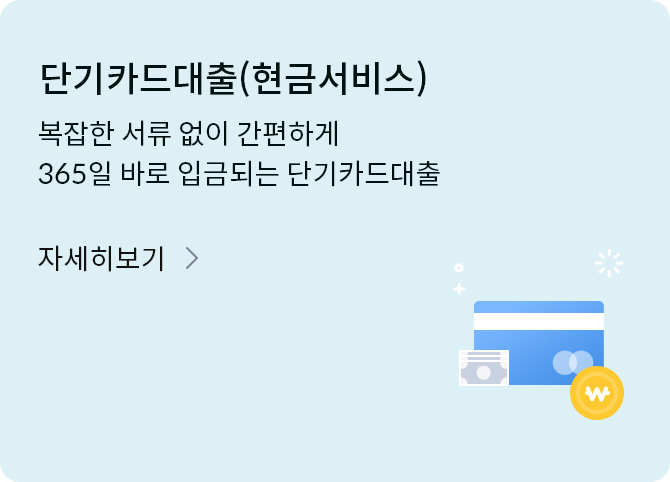 단기카드대출(현금서비스)
복잡한 서류 없이 간편하게
365일 바로 입금되는 단기카드대출
자세히보기